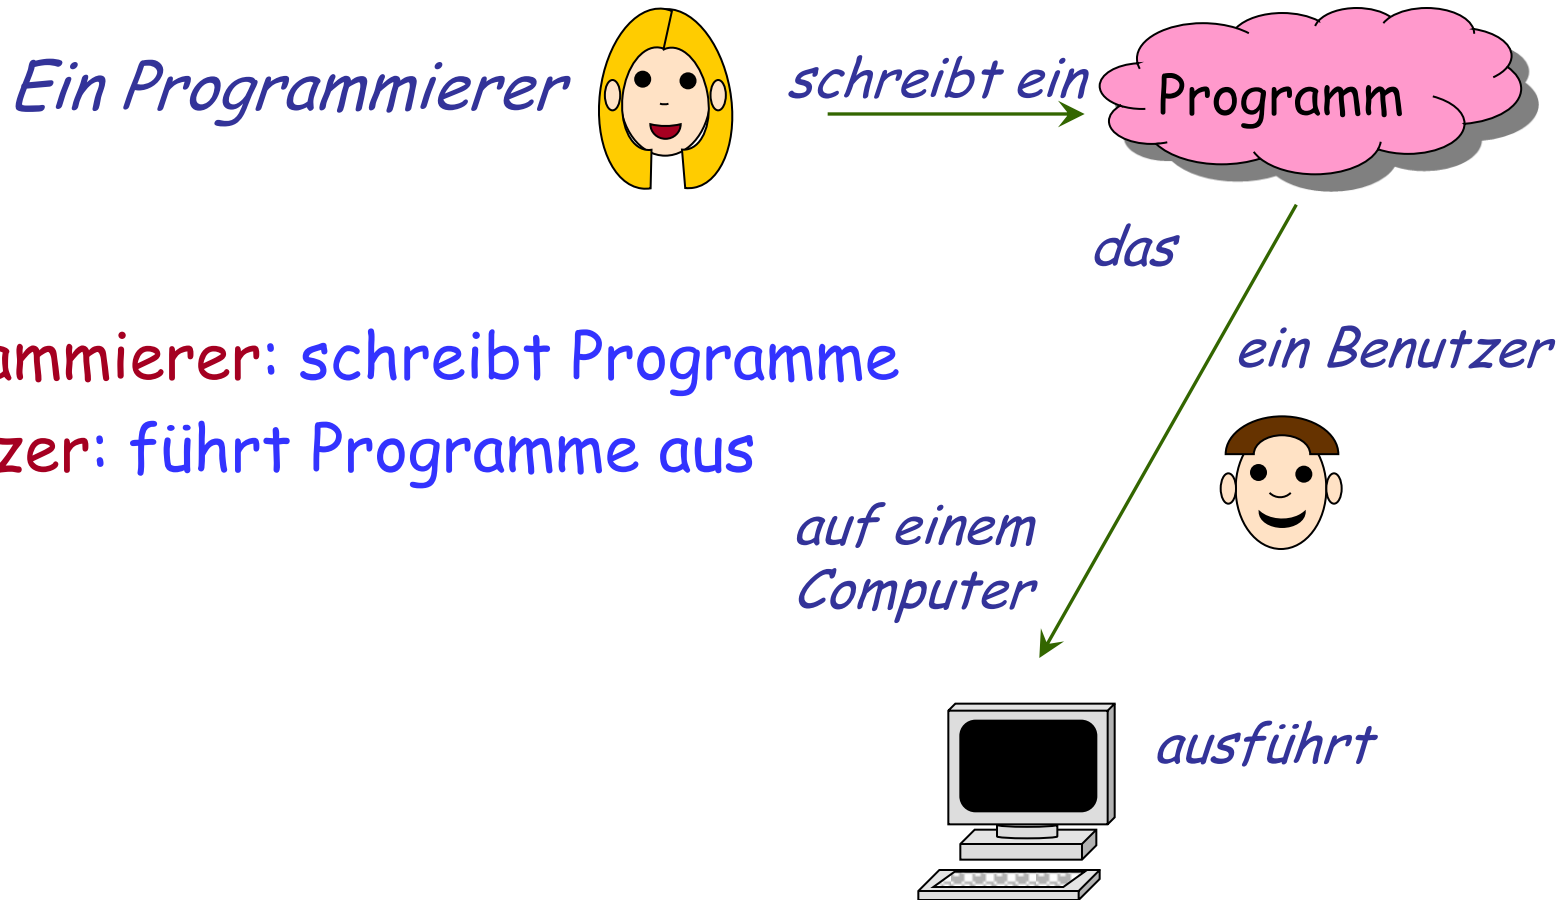 Ein Programmierer
schreibt ein
Programm
das
ein Benutzer
ammierer: schreibt Programme
zer: führt Programme aus
auf einem
Computer
ausführt